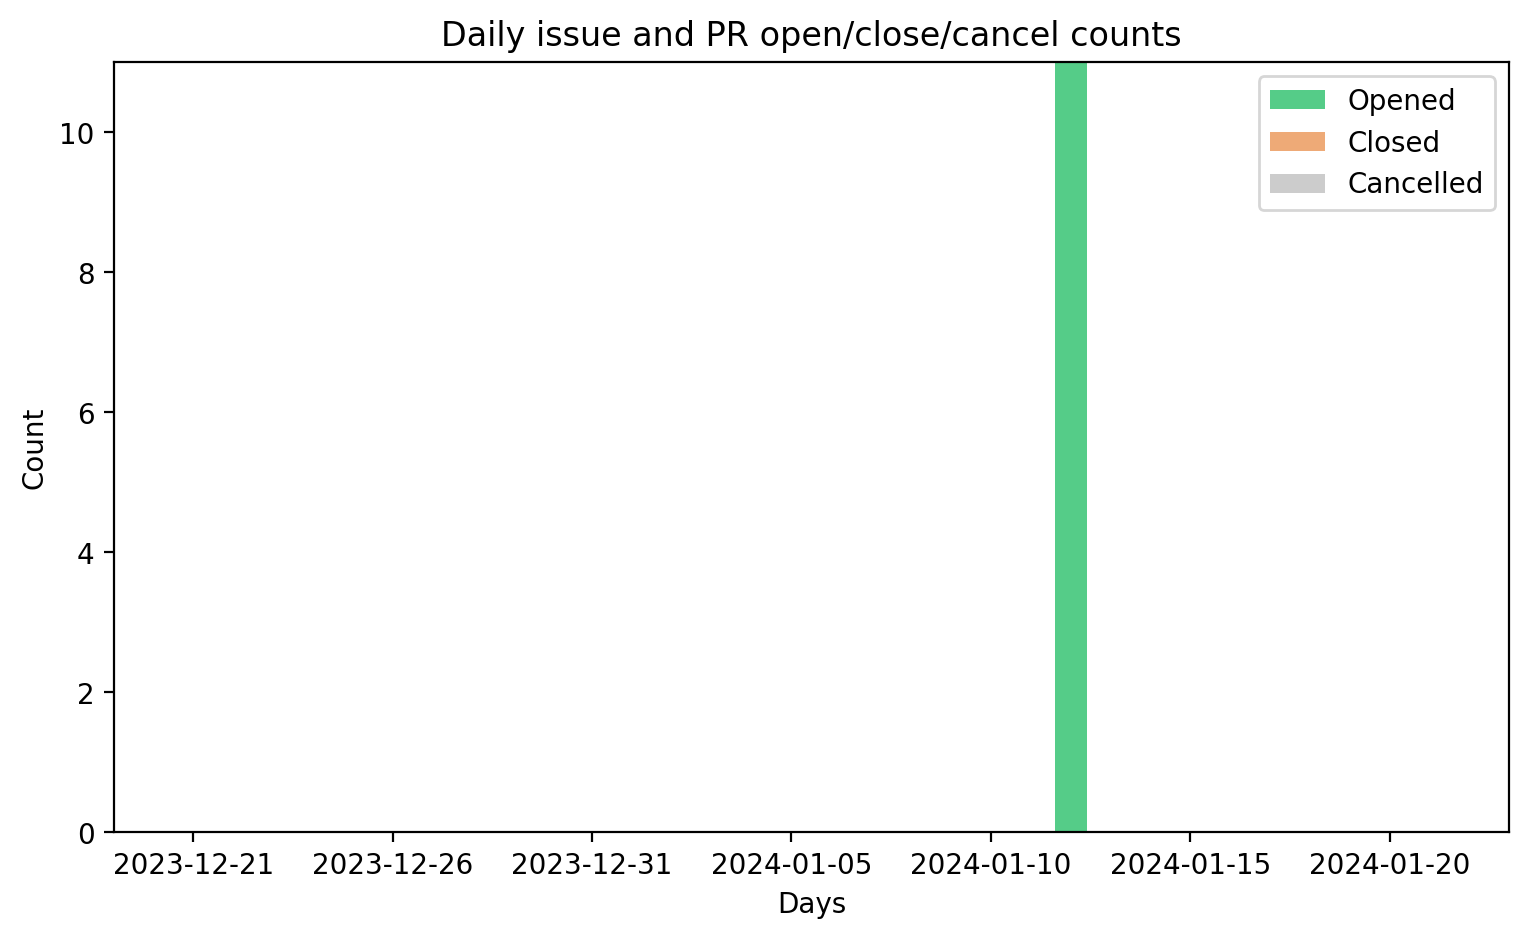 Daily issue and PR open/close/cancel counts
Opened
Closed
Cancelled
10
8
6
4
2
0
Count
2023-12-21 2023-12-26 2023-12-31 2024-01-05 2024-01-10 2024-01-15 2024-01-20
Days